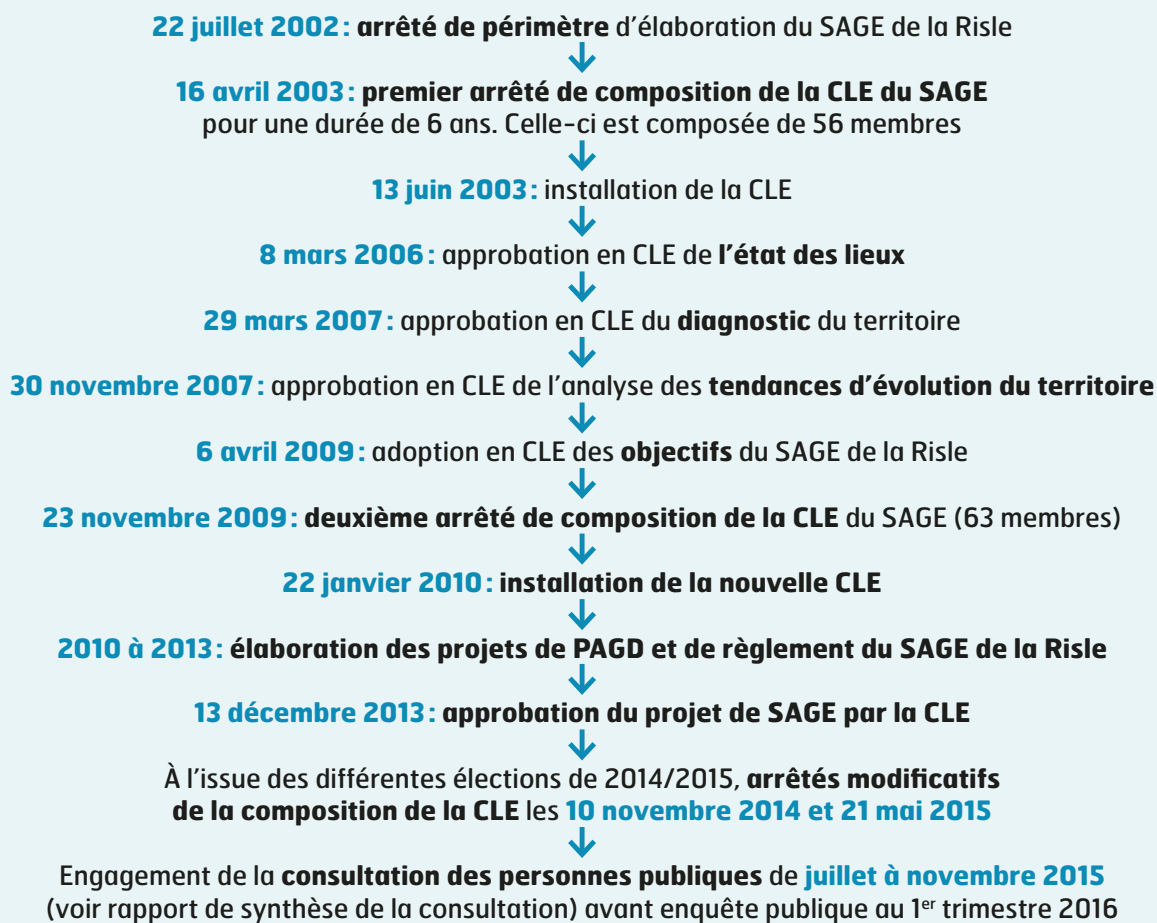 22 juillet 2002 : arrêté de périmètre d'élaboration du SAGE de la Risle
16 avril 2003 : premier arrêté de composition de la CLE du SAGE
pour une durée de 6 ans. Celle-ci est composée de 56 membres
13 juin 2003 : installation de la CLE
8 mars 2006 : approbation en CLE de l'état des lieux
29 mars 2007 : approbation en CLE du diagnostic du territoire
30 novembre 2007 : approbation en CLE de l'analyse des tendances d'évolution du territoire
6 avril 2009 : adoption en CLE des objectifs du SAGE de la Risle
23 novembre 2009 : deuxième arrêté de composition de la CLE du SAGE (63 membres)
22 janvier 2010 : installation de la nouvelle CLE
2010 à 2013 : élaboration des projets de PAGD et de règlement du SAGE de la Risle
13 décembre 2013 : approbation du projet de SAGE par la CLE
À l'issue des différentes élections de 2014/2015, arrêtés modificatifs
de la composition de la CLE les 10 novembre 2014 et 21 mai 2015
Engagement de la consultation des personnes publiques de juillet à novembre 2015
(voir rapport de synthèse de la consultation) avant enquête publique au 1er trimestre 2016